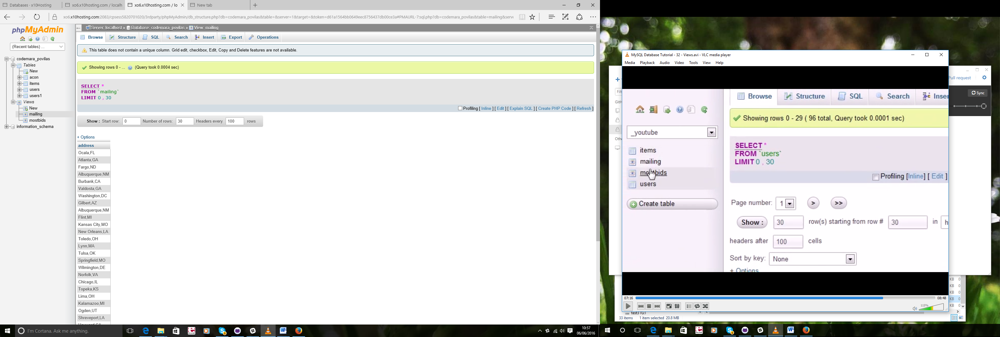 Databases - x10Hosting
xo6.x10hosting.com / localh
xo6.x10hosting.com / lo
New tab
xo6.x10hosting.com:2083/cpsess5820701020/3rdparty/phpMyAdmin/db_structure.php?db=codemara_povilas&table=&server=1&target=&token=d61a1564bb0649eec8756437db00ce3a#PMAURL-7:sql.php?db=codemara_povilas&table=mailing&serve
phpMyAdmin
(Recent tables) ...
codemara_povilas
Tables
New
acon
items
users
users1
Views
New
mailing
mostbids
information_schema
Server: localhost » Database: codemara_povilas » View: mailing
Browse Structure SQL Search Insert Export Operations
This table does not contain a unique column. Grid edit, checkbox, Edit, Copy and Delete features are not available.
Showing rows 0 - ... (Query took 0.0004 sec)
SELECT *
FROM `mailing`
LIMIT 0 , 30
Profiling [ Inline ] [ Edit ] [ Explain SQL ] [ Create PHP Code ] [ Refresh ]
Show : Start row: 0 Number of rows: 30 Headers every 100 rows
+ Options
address
Ocala,FL
Atlanta,GA
Fargo,ND
Albuquerque,NM
Burbank,CA
Valdosta,GA
Washington,DC
Gilbert,AZ
Albuquerque,NM
Flint,MI
Kansas City,MO
New Orleans,LA
Toledo,OH
Lynn,MA
Tulsa,OK
Springfield,MO
Wilmington,DE
Norfolk,VA
Chicago,IL
Topeka,KS
Lima,OH
Kalamazoo,MI
Ogden,UT
Shreveport,LA
I'm Cortana. Ask me anything.
10:57
06/06/2016
MySQL Database Tutorial - 32 - Views.avi - VLC media player
Media Playback Audio Video Tools View Help
_youtube
items
mailing
mostbids
users
Create table
Browse Structure SQL Search Inser
Showing rows 0 - 29 ( 96 total, Query took 0.0001 sec)
SELECT *
FROM `users`
LIMIT 0 , 30
Profiling [Inline] [ Edit ]
Page number: 1 > >>
Show : 30 row(s) starting from row # 30 in h
headers after 100 cells
Sort by key: None
+ Options
07:16
08:48
115%
Pull request
Sync
Filt
GitH
Othe
KB 0
KB 0
KB 0
KB 0
KB 0
test3 (G:)
33 items 1 item selected 20.8 MB